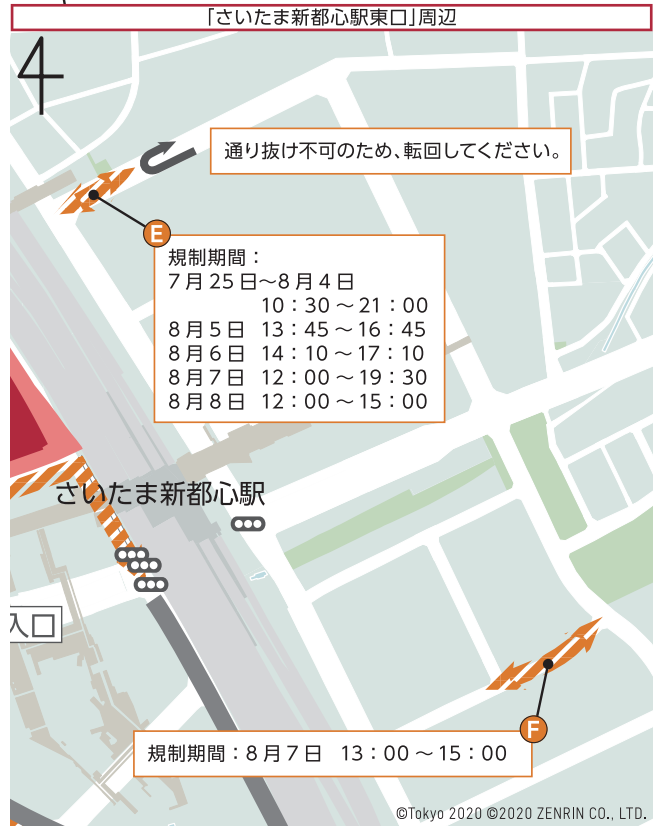 「さいたま新都心駅東口」周辺
4
通り抜け不可のため、転回してください。
E
規制期間：
7月25日～8月4日
10：30～21：00
8月5日 13：45～16：45
8月6日 14：10～17：10
8月7日 12：00～19：30
8月8日 12：00～15：00
さいたま新都心駅
入口
F
規制期間：8月7日 13：00～15：00
©Tokyo 2020 ©2020 ZENRIN CO., LTD.